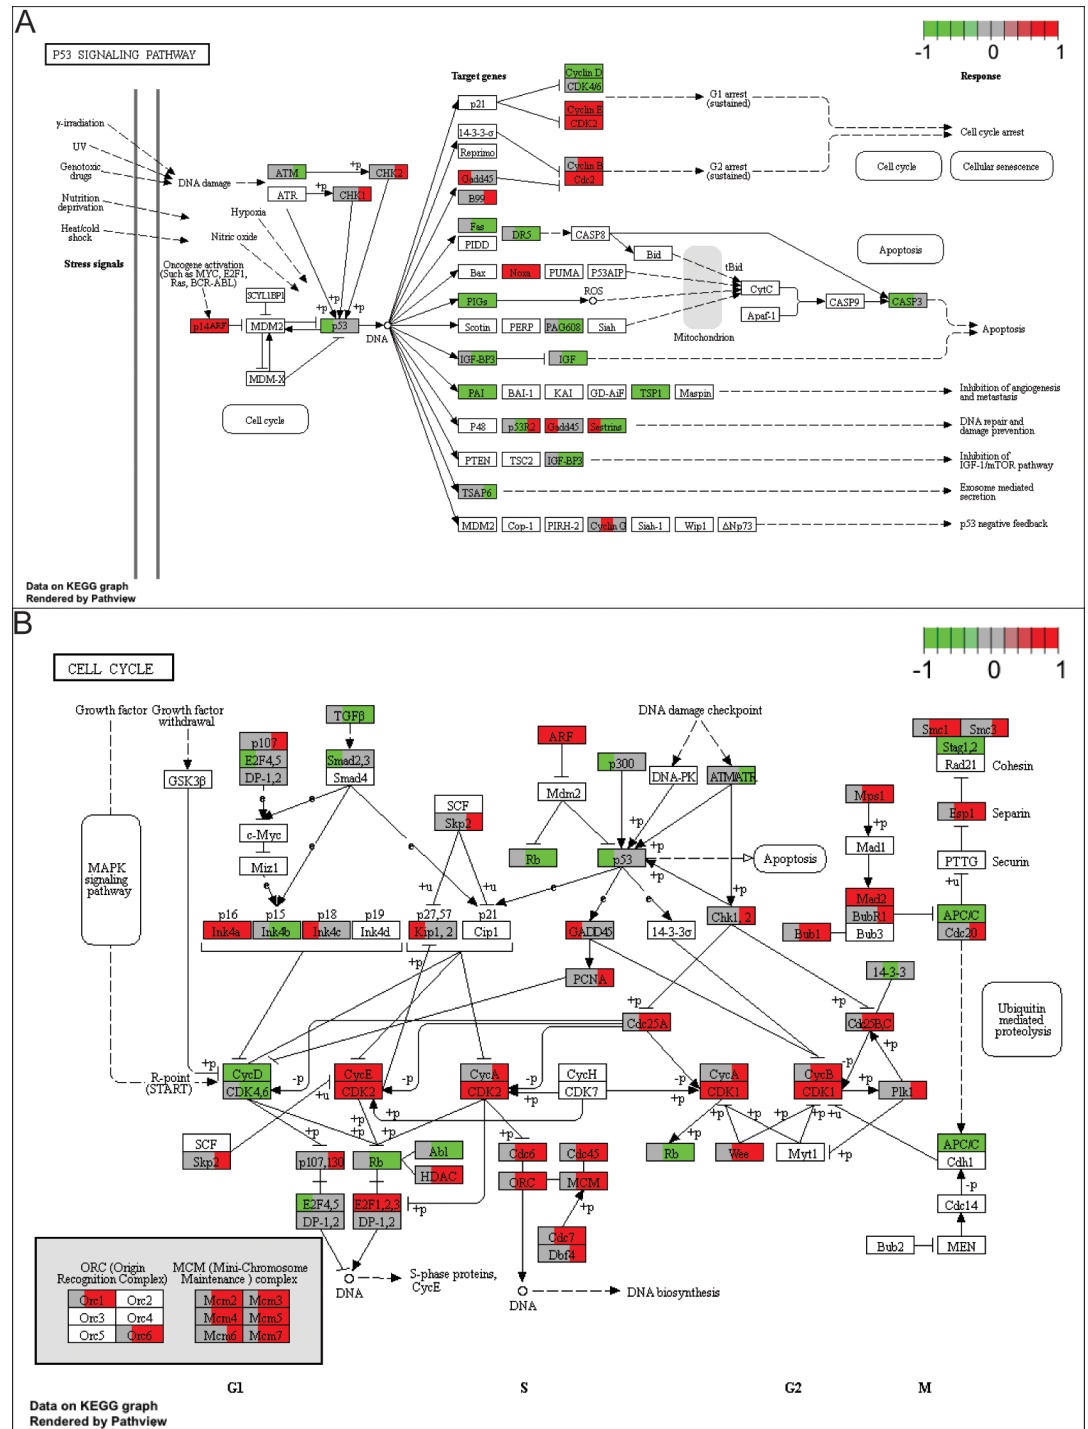 A
P53 SIGNALING PATHWAY
-1 0 1
Target genes
Response
γ-irradiation
UV
Genotoxic
drugs
Nutrition
deprivation
Heat/cold
shock
Stress signals
DNA damage
ATM
+p
CHK2
ATR
+p
CHK1
Hypoxia
Nitric oxide
Oncogene activation
(Such as MYC, E2F1,
Ras, BCR-ABL)
SCYL1BP1
+p
+p
+p
p14ARF
MDM2
p53
DNA
MDM-X
Cell cycle
p21
Cyclin D
CDK4/6
Cyclin E
CDK2
G1 arrest
(sustained)
14-3-3-σ
Reprimo
Gadd45
B99
Cyclin B
Cdc2
G2 arrest
(sustained)
Cell cycle arrest
Cell cycle
Cellular senescence
Fas
PIDD
DR5
CASP8
Bid
tBid
Apoptosis
Bax
Noxa
PUMA
P53AIP
CytC
PIGs
ROS
CASP9
CASP3
Apaf-1
Scotin
PERP
PAG608
Siah
Mitochondrion
Apoptosis
IGF-BP3
IGF
PAI
BAI-1
KAI
GD-AiF
TSP1
Maspin
Inhibition of angiogenesis
and metastasis
P48
p53R2
Gadd45
Sestrins
DNA repair and
damage prevention
PTEN
TSC2
IGF-BP3
Inhibition of
IGF-1/mTOR pathway
TSAP6
Exosome mediated
secretion
MDM2
Cop-1
PIRH-2
Cyclin G
Siah-1
Wip1
ΔNp73
p53 negative feedback
Data on KEGG graph
Rendered by Pathview
B
CELL CYCLE
-1 0 1
Growth factor
Growth factor
withdrawal
TGFβ
DNA damage checkpoint
p107
E2F4,5
DP-1,2
Smad2,3
Smad4
ARF
p300
DNA-PK
ATM/ATR
Smc1
Smc3
Stag1,2
Rad21
Cohesin
GSK3β
SCF
Skp2
Mdm2
Mps1
Esp1
Separin
e
e
e
c-Myc
+p
+p
+p
Mad1
MAPK
signaling
pathway
Miz1
e
e
e
Rb
p53
+p
+p
Apoptosis
PTTG
Securin
+u
+u
e
e
+p
+u
p16
Ink4a
p15
Ink4b
p18
Ink4c
p19
Ink4d
p27,57
Kip1, 2
p21
Cip1
GADD45
14-3-3σ
Chk1, 2
Mad2
BubR1
Bub3
Bub1
APC/C
Cdc20
+p
PCNA
14-3-3
+p
Cdc25A
+p
Cdc25B,C
Ubiquitin
mediated
proteolysis
R-point
(START)
+p
CycD
CDK4,6
-p
CycE
CDK2
-p
CycA
CDK2
-p
+p
CycH
CDK7
-p
+p
CycA
CDK1
CycB
CDK1
-p
+p
Plk1
+u
+p
+p
+p
SCF
Skp2
+p
p107,130
Rb
Abl
HDAC
Cdc6
Cdc45
+p
Rb
+p
+p
+p
+u
Wee
Myt1
+p
APC/C
Cdh1
ORC
MCM
+p
-p
E2F4,5
DP-1,2
E2F1,2,3
DP-1,2
+p
Cdc14
Cdc7
Dbf4
Bub2
MEN
DNA
S-phase proteins,
CycE
DNA
DNA biosynthesis
ORC (Origin
Recognition Complex)
MCM (Mini-Chromosome
Maintenance ) complex
Orc1
Orc2
Mcm2
Mcm3
Orc3
Orc4
Mcm4
Mcm5
Orc5
Orc6
Mcm6
Mcm7
G1
S
G2
M
Data on KEGG graph
Rendered by Pathview